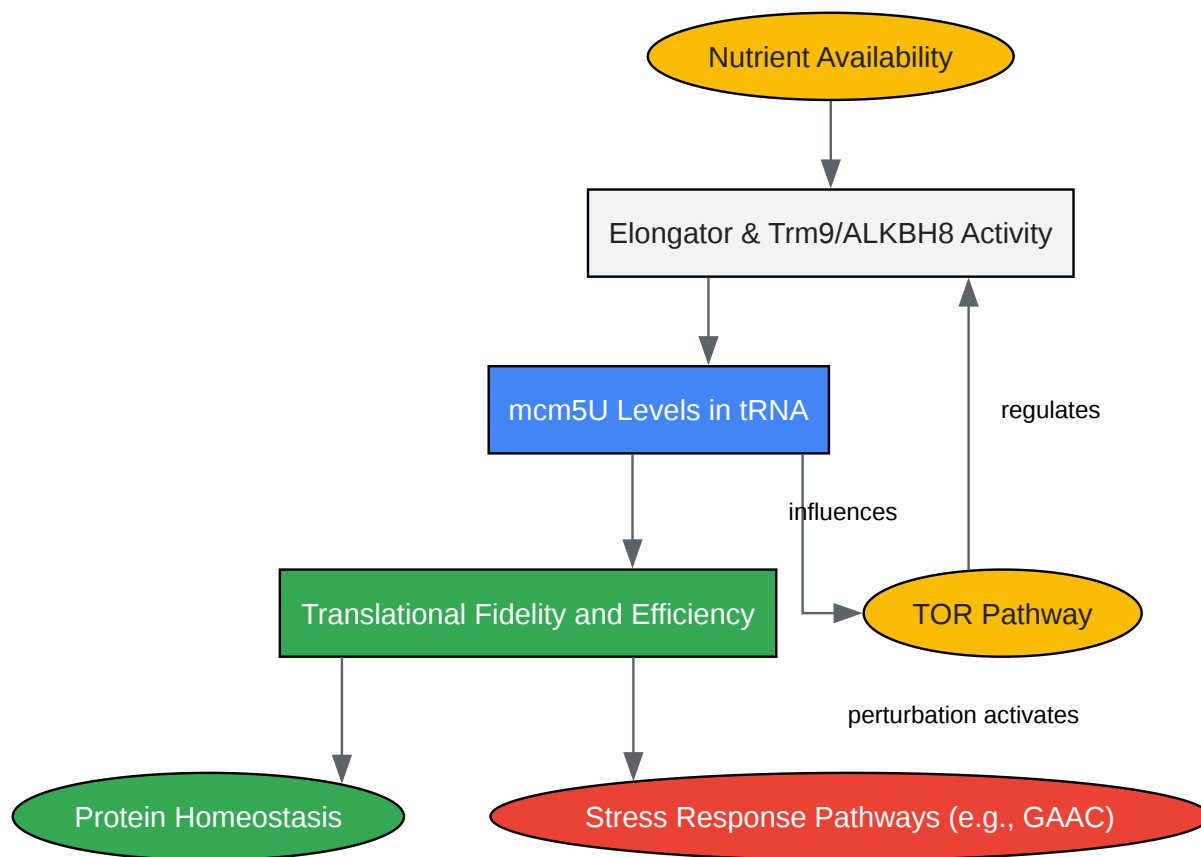 Nutrient Availability
Elongator & Trm9/ALKBH8 Activity
mcm5U Levels in tRNA
regulates
influences
Translational Fidelity and Efficiency
TOR Pathway
perturbation activates
Protein Homeostasis
Stress Response Pathways (e.g., GAAC)